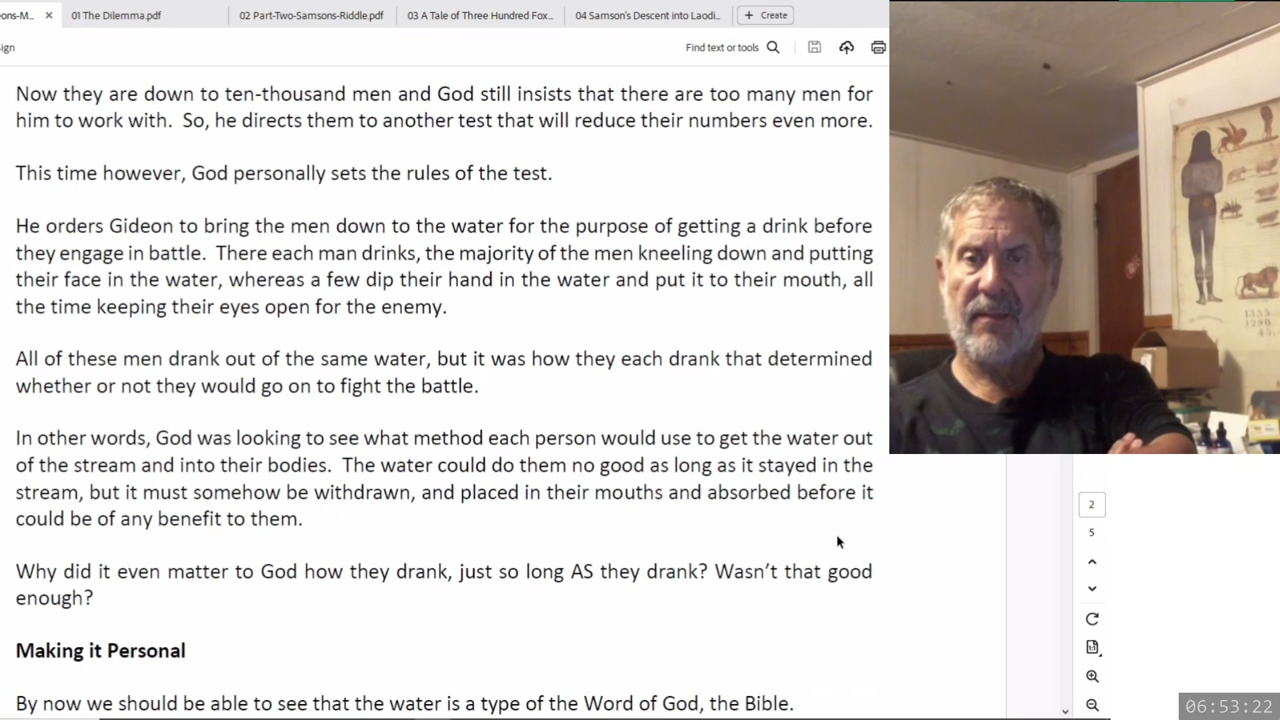 eons-M...
01 The Dilemma.pdf
02 Part-Two-Samsons-Riddle.pdf
03 A Tale of Three Hundred Fox...
04 Samson's Descent into Laodi...
+ Create
ign
Find text or tools
Now they are down to ten-thousand men and God still insists that there are too many men for
him to work with. So, he directs them to another test that will reduce their numbers even more.
This time however, God personally sets the rules of the test.
He orders Gideon to bring the men down to the water for the purpose of getting a drink before
they engage in battle. There each man drinks, the majority of the men kneeling down and putting
their face in the water, whereas a few dip their hand in the water and put it to their mouth, all
the time keeping their eyes open for the enemy.
All of these men drank out of the same water, but it was how they each drank that determined
whether or not they would go on to fight the battle.
In other words, God was looking to see what method each person would use to get the water out
of the stream and into their bodies. The water could do them no good as long as it stayed in the
stream, but it must somehow be withdrawn, and placed in their mouths and absorbed before it
could be of any benefit to them.
Why did it even matter to God how they drank, just so long AS they drank? Wasn't that good
enough?
Making it Personal
By now we should be able to see that the water is a type of the Word of God, the Bible.
2
5
06:53:22